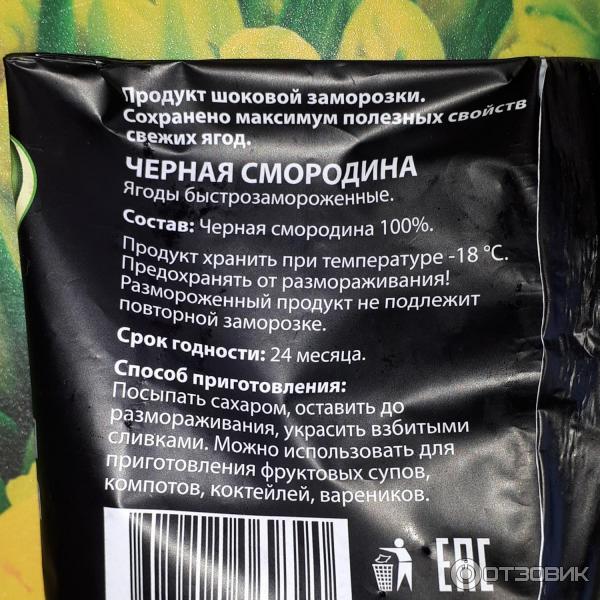 Продукт шоковой заморозки.
Сохранено максимум полезных свойств
свежих ягод.
ЧЕРНАЯ СМОРОДИНА
Ягоды быстрозамороженные.
Состав: Черная смородина 100%.
Продукт хранить при температуре -18 °С.
Предохранять от размораживания!
Размороженный продукт не подлежит
повторной заморозке.
Срок годности: 24 месяца.
Способ приготовления:
Посыпать сахаром, оставить до
размораживания, украсить взбитыми
сливками. Можно использовать для
приготовления фруктовых супов,
компотов, коктейлей, вареников.
ЕАС
ОТЗОВИК